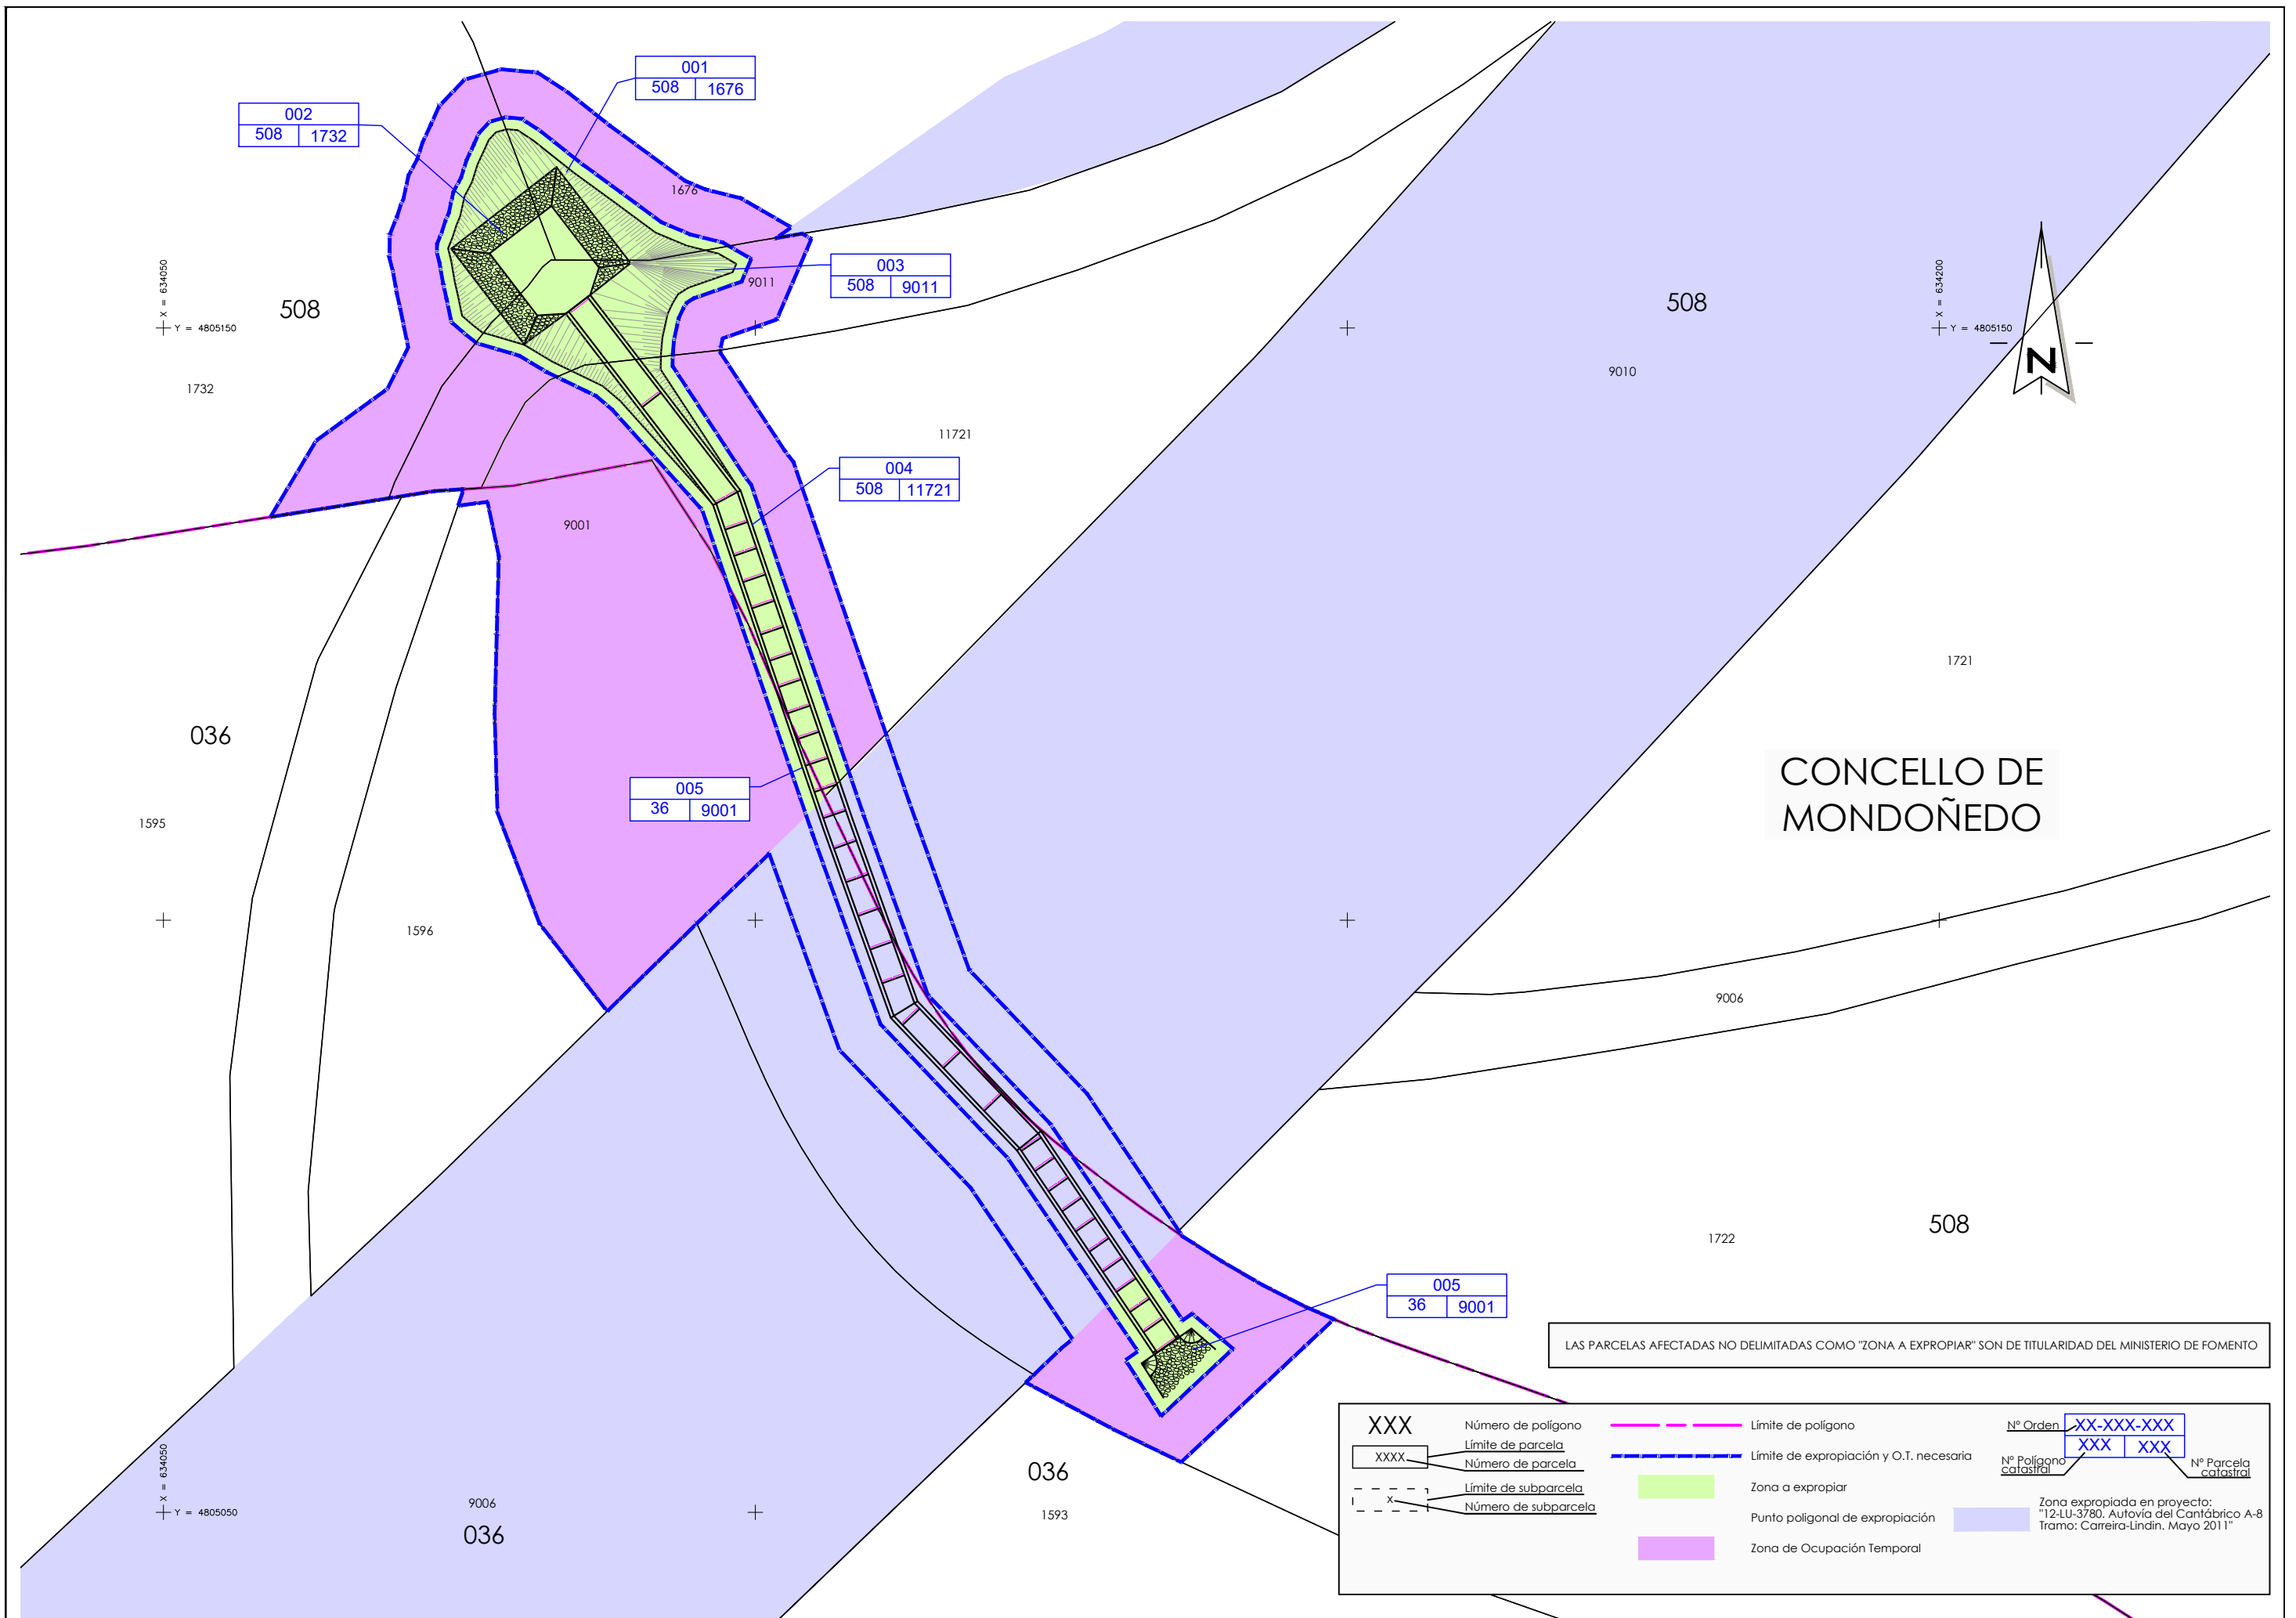 001
508 1676
002
508 1732
1676
003
508 9011
9011
X = 634050
Y = 4805150
508
1732
508
9010
X = 634200
Y = 4805150
N
11721
004
508 11721
9001
1721
036
CONCELLO DE
MONDOÑEDO
005
36 9001
1595
1596
9006
508
1722
005
36 9001
LAS PARCELAS AFECTADAS NO DELIMITADAS COMO "ZONA A EXPROPIAR" SON DE TITULARIDAD DEL MINISTERIO DE FOMENTO
X = 634050
Y = 4805050
9006
036
036
1593
XXX Número de polígono
XXXX
Límite de parcela
Número de parcela
x
Límite de subparcela
Número de subparcela
Límite de polígono
Límite de expropiación y O.T. necesaria
Zona a expropiar
Punto poligonal de expropiación
Zona de Ocupación Temporal
Nº Orden
XX-XXX-XXX
XXX XXX
Nº Polígono
catastral
Nº Parcela
catastral
Zona expropiada en proyecto:
"12-LU-3780. Autovía del Cantábrico A-8
Tramo: Carreira-Lindin. Mayo 2011"